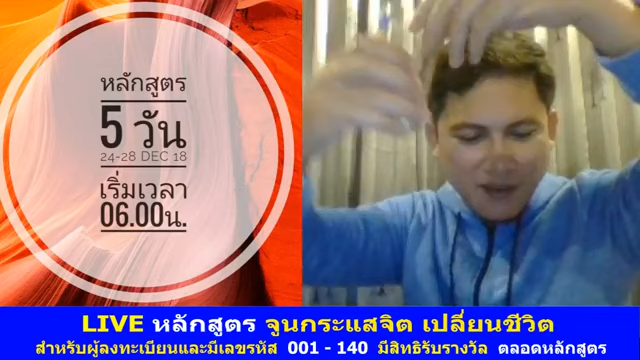 หลักสูตร
5 วัน
24-28 DEC 18
เริ่มเวลา
06.00น.
LIVE หลักสูตร จูนกระแสจิต เปลี่ยนชีวิต
สำหรับผู้ลงทะเบียนและมีเลขรหัส 001 - 140 มีสิทธิรับรางวัล ตลอดหลักสูตร